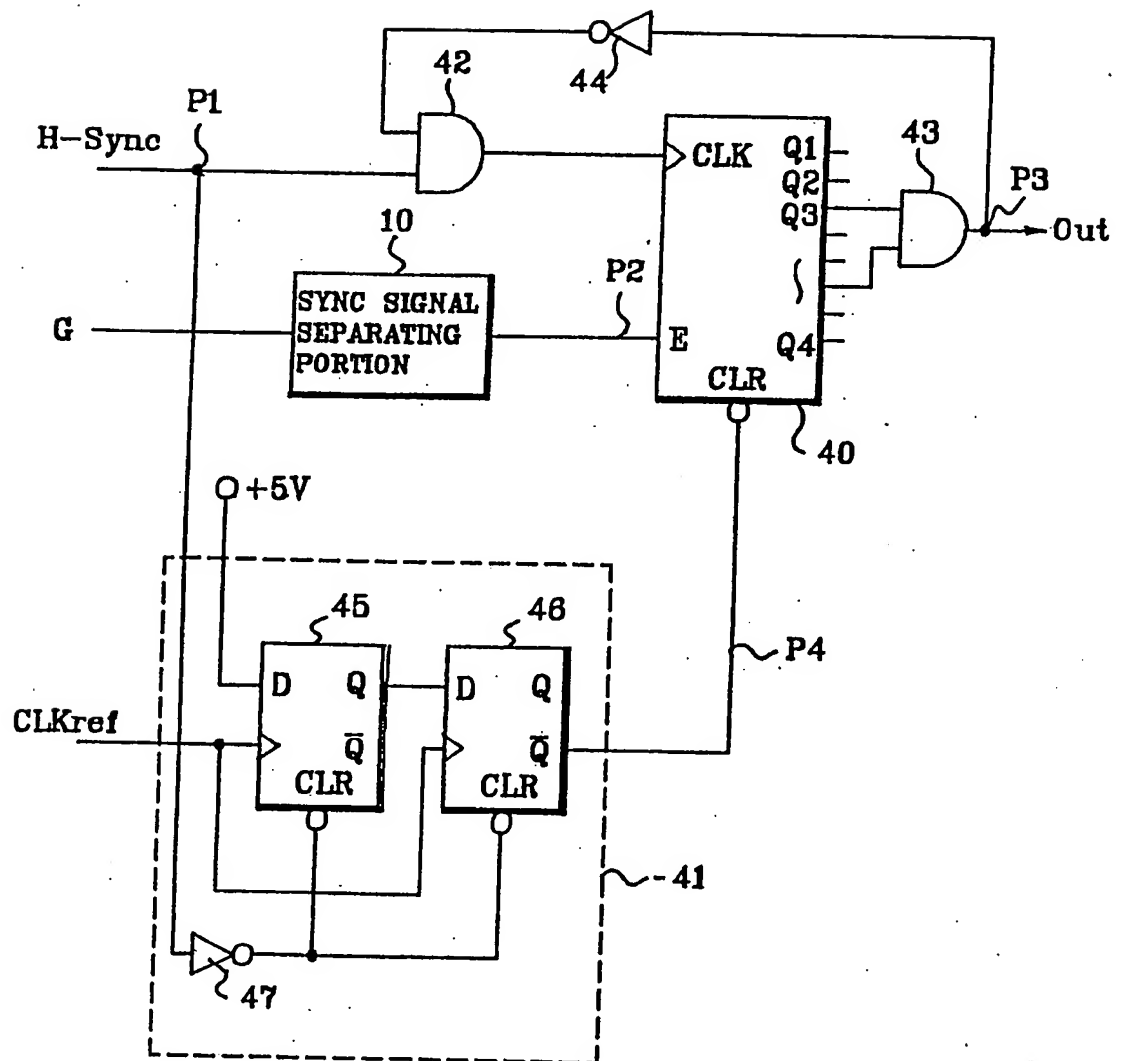 44
42
P1
H-Sync
CLK
Q1
Q2
Q3
43
P3
Out
10
SYNC SIGNAL
SEPARATING
PORTION
P2
G
E
Q4
CLR
40
+5V
45
46
P4
D Q
D Q
CLKref
Q̅
Q̅
CLR
CLR
-41
47